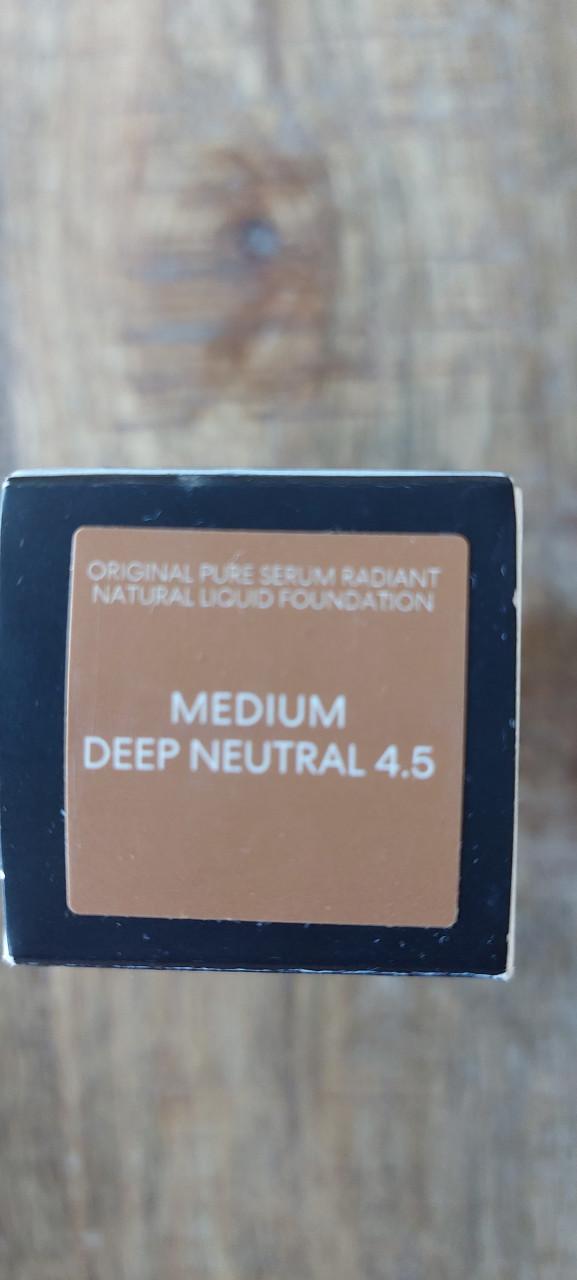 ORIGINAL PURE SERUM RADIANT
NATURAL LIQUID FOUNDATION
MEDIUM
DEEP NEUTRAL 4.5